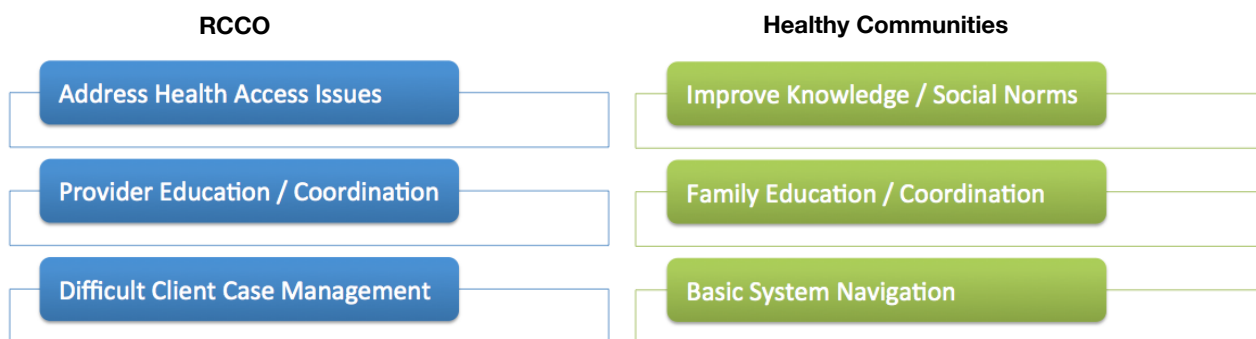 RCCO
Address Health Access Issues
Provider Education / Coordination
Difficult Client Case Management
Healthy Communities
Improve Knowledge / Social Norms
Family Education / Coordination
Basic System Navigation